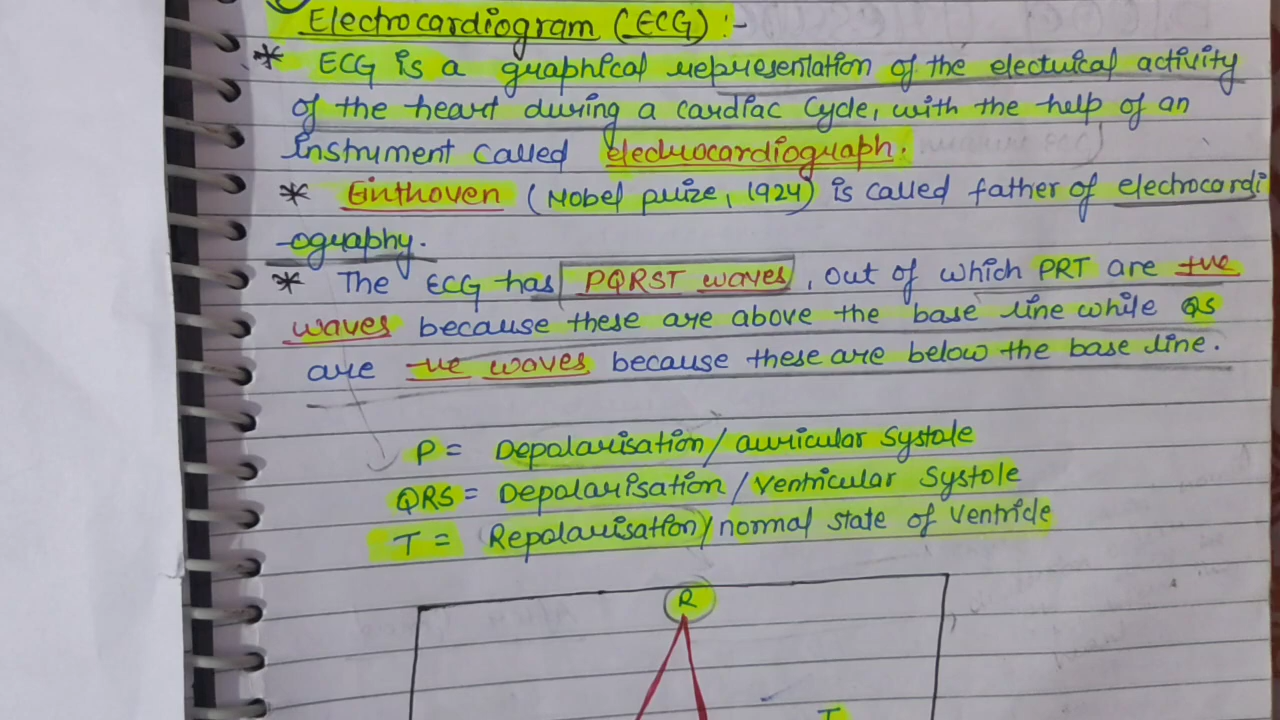 Electrocardiogram (ECG) :-
* ECG is a graphical representation of the electrical activity
of the heart during a cardiac cycle, with the help of an
instrument called electrocardiograph.
* Einthoven (Nobel prize, 1924) is called father of electrocardi
-ography.
* The ECG has PQRST waves, out of which PRT are +ve
waves because these are above the base line while QS
are -ve waves because these are below the base line.
P = Depolarisation/ auricular systole
QRS = Depolarisation / Ventricular Systole
T = Repolarisation/ normal state of ventricle
R
T